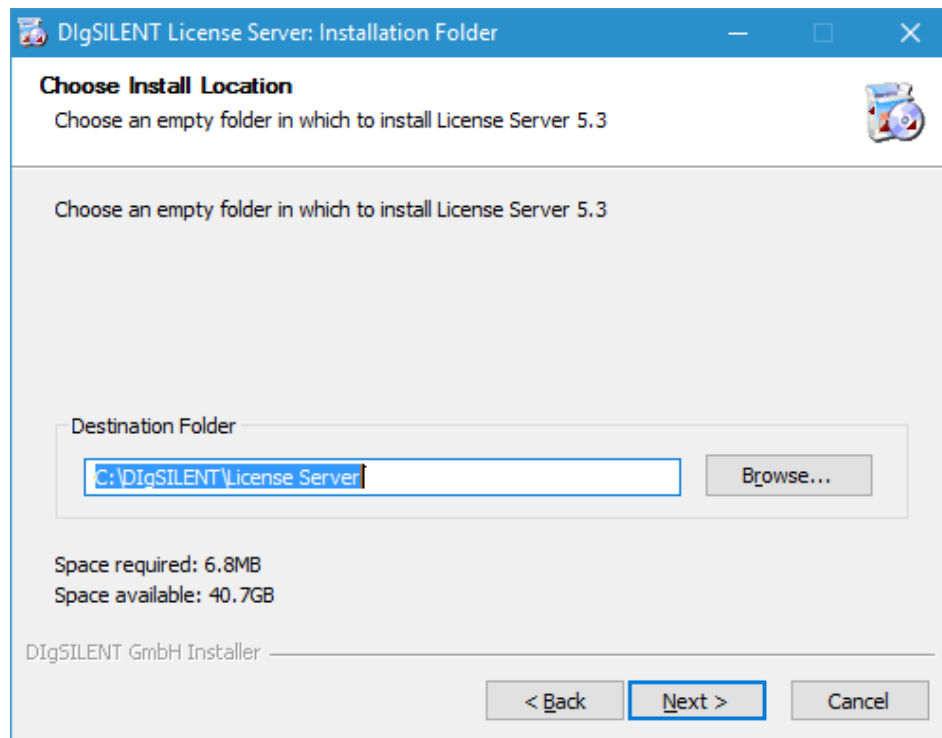 DIgSILENT License Server: Installation Folder
Choose Install Location
Choose an empty folder in which to install License Server 5.3
Choose an empty folder in which to install License Server 5.3
Destination Folder
C:\DIgSILENT\License Server
Browse...
Space required: 6.8MB
Space available: 40.7GB
DIgSILENT GmbH Installer
< Back
Next >
Cancel